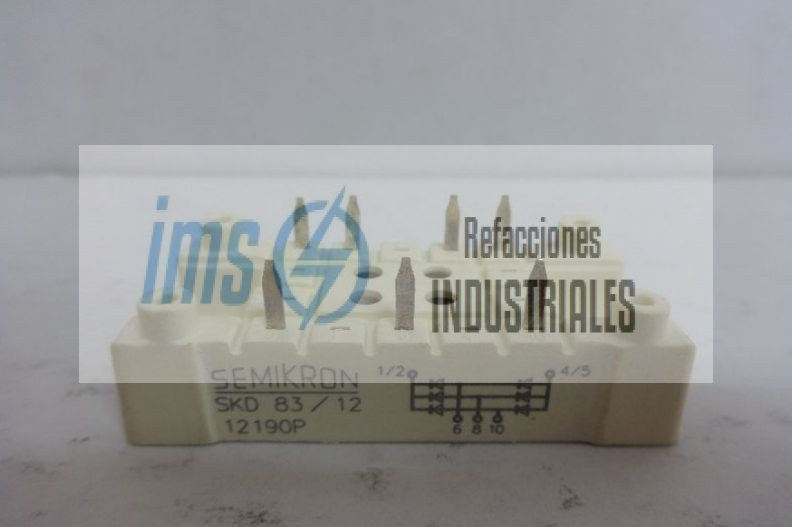 ims
Refacciones
INDUSTRIALES
SEMIKRON
SKD 83 / 12
12190P
1/2
4/5
6 8 10